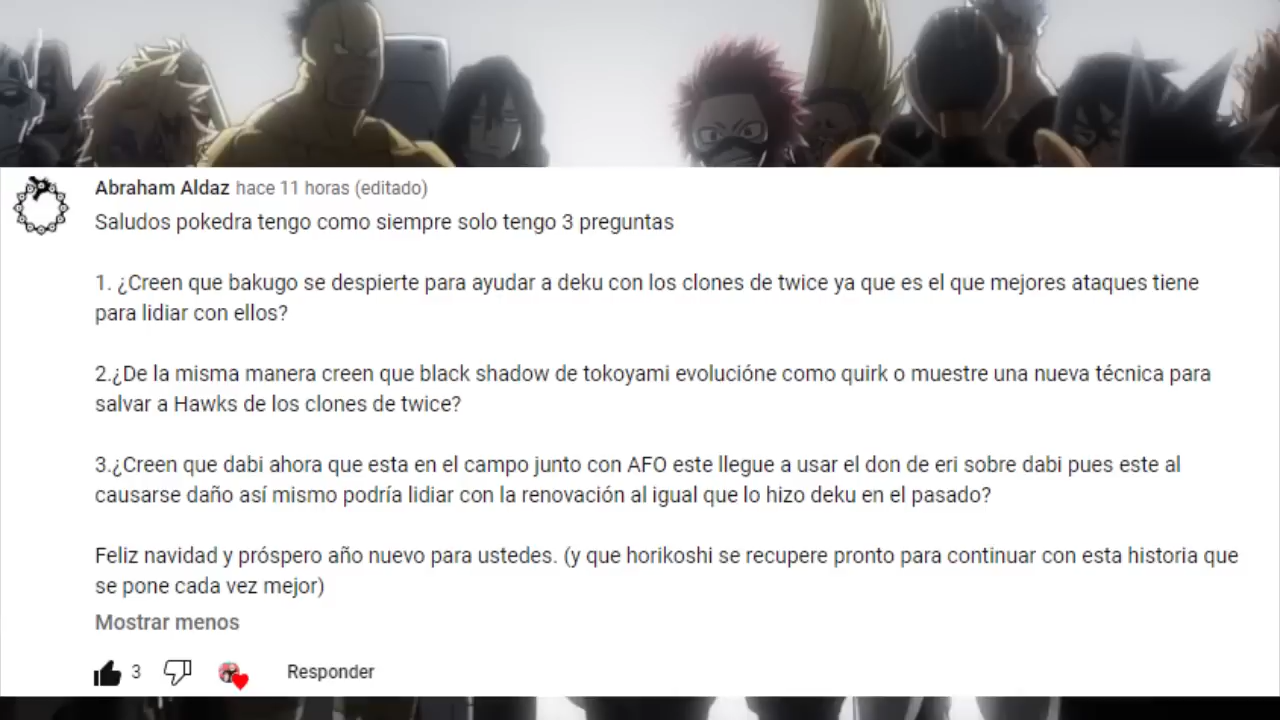 Abraham Aldaz hace 11 horas (editado)
Saludos pokedra tengo como siempre solo tengo 3 preguntas
1. ¿Creen que bakugo se despierte para ayudar a deku con los clones de twice ya que es el que mejores ataques tiene
para lidiar con ellos?
2.¿De la misma manera creen que black shadow de tokoyami evolucióne como quirk o muestre una nueva técnica para
salvar a Hawks de los clones de twice?
3.¿Creen que dabi ahora que esta en el campo junto con AFO este llegue a usar el don de eri sobre dabi pues este al
causarse daño así mismo podría lidiar con la renovación al igual que lo hizo deku en el pasado?
Feliz navidad y próspero año nuevo para ustedes. (y que horikoshi se recupere pronto para continuar con esta historia que
se pone cada vez mejor)
Mostrar menos
3 Responder